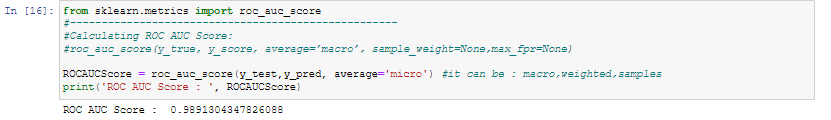 In [16]: from sklearn.metrics import roc_auc_score
#----------------------------------------------------
#Calculating ROC AUC Score:
#roc_auc_score(y_true, y_score, average=’macro’, sample_weight=None,max_fpr=None)
ROCAUCScore = roc_auc_score(y_test,y_pred, average='micro') #it can be : macro,weighted,samples
print('ROC AUC Score : ', ROCAUCScore)
ROC AUC Score :  0.9891304347826088